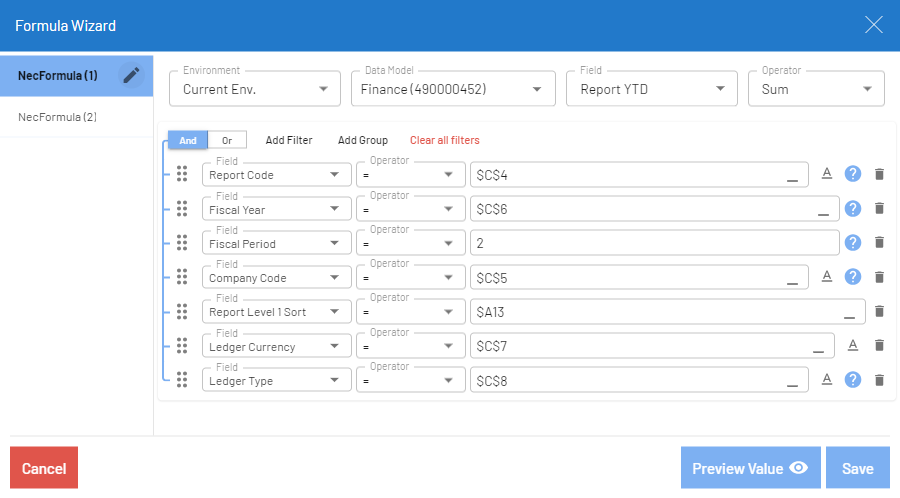 Formula Wizard
NecFormula (1)
NecFormula (2)
Environment
Current Env.
Data Model
Finance (490000452)
Field
Report YTD
Operator
Sum
And Or Add Filter Add Group Clear all filters
Field
Report Code
Operator
=
$C$4
A
?
Field
Fiscal Year
Operator
=
$C$6
?
Field
Fiscal Period
Operator
=
2
?
Field
Company Code
Operator
=
$C$5
A
?
Field
Report Level 1 Sort
Operator
=
$A13
Field
Ledger Currency
Operator
=
$C$7
A
Field
Ledger Type
Operator
=
$C$8
A
?
Cancel
Preview Value
Save